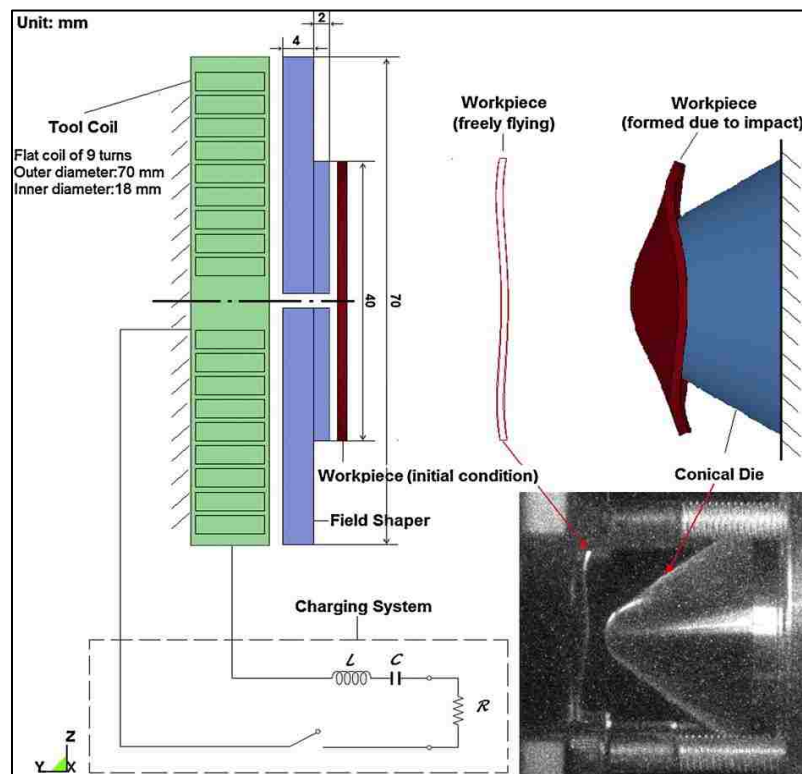 Unit: mm
2
4
Tool Coil
Flat coil of 9 turns
Outer diameter:70 mm
Inner diameter:18 mm
Workpiece
(freely flying)
Workpiece
(formed due to impact)
40
70
Workpiece (initial condition)
Conical Die
Field Shaper
Charging System
L
C
R
Z
Y
X